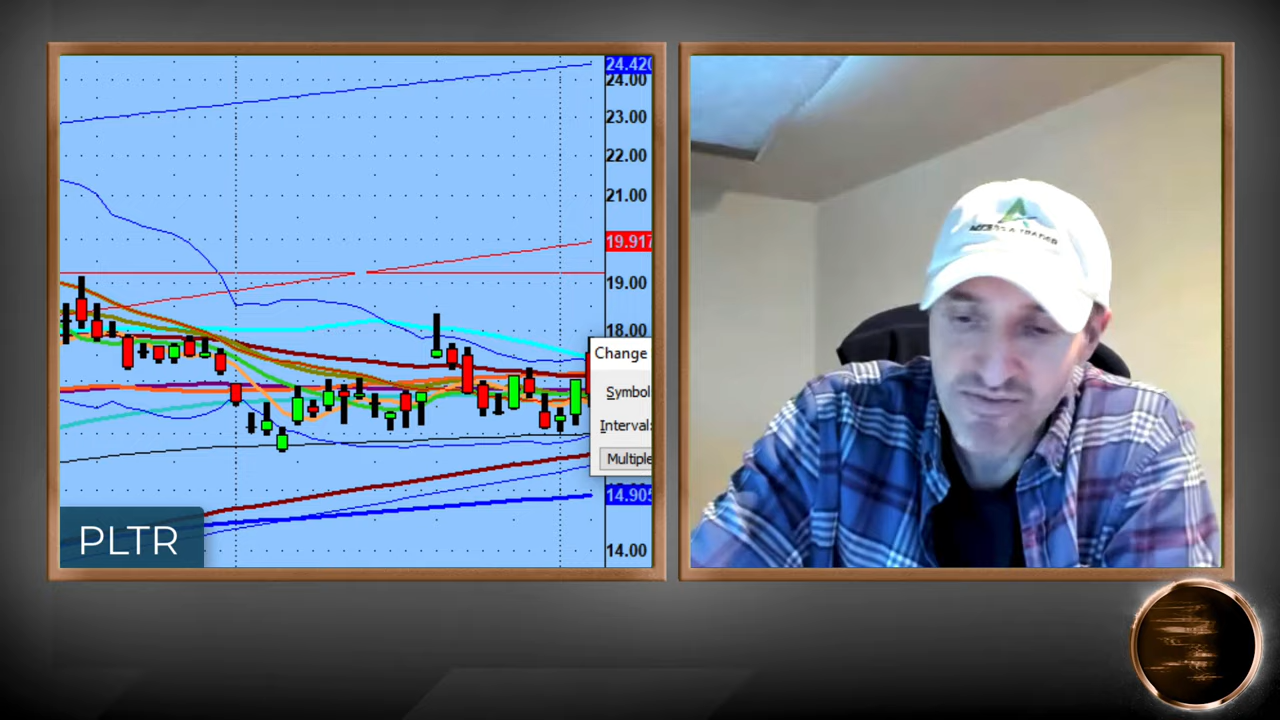 24.420
24.00
23.00
22.00
21.00
19.917
19.00
18.00
Change
Symbol
Interval:
Multiple
14.905
14.00
PLTR